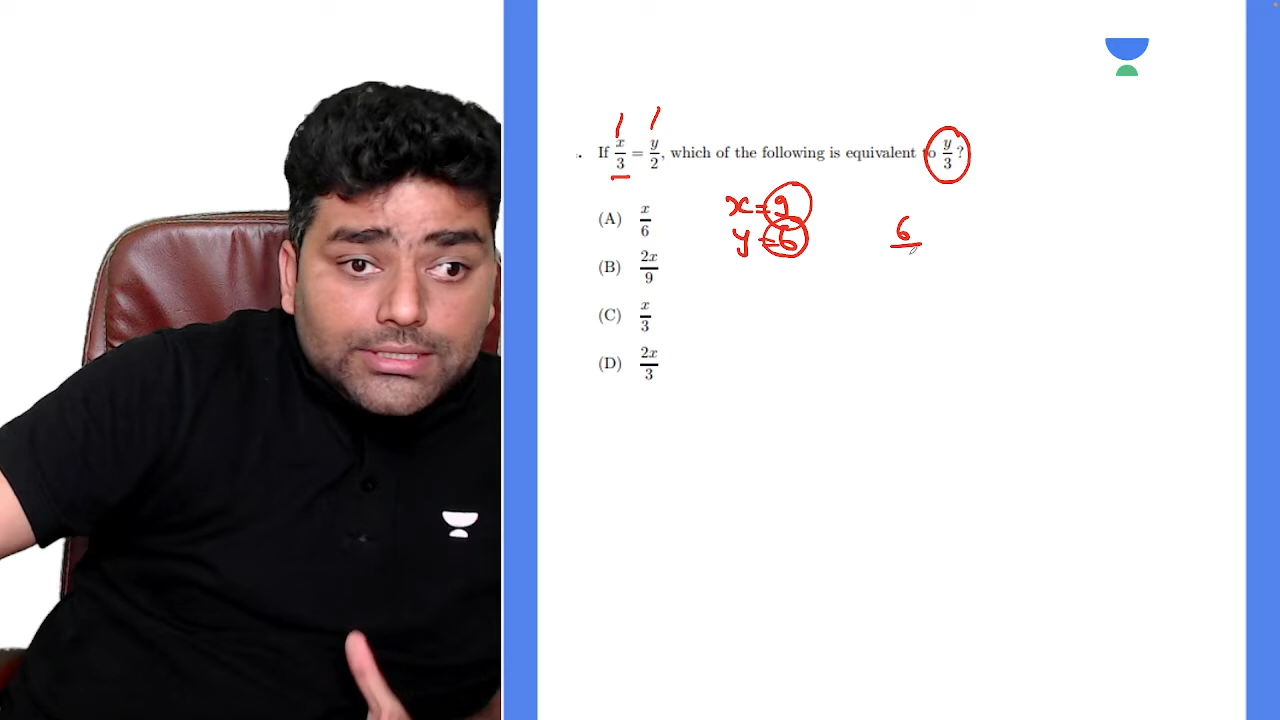 . If x/3 = y/2, which of the following is equivalent to y/3?
x = 9
y = 6
6
(A) x/6
(B) 2x/9
(C) x/3
(D) 2x/3